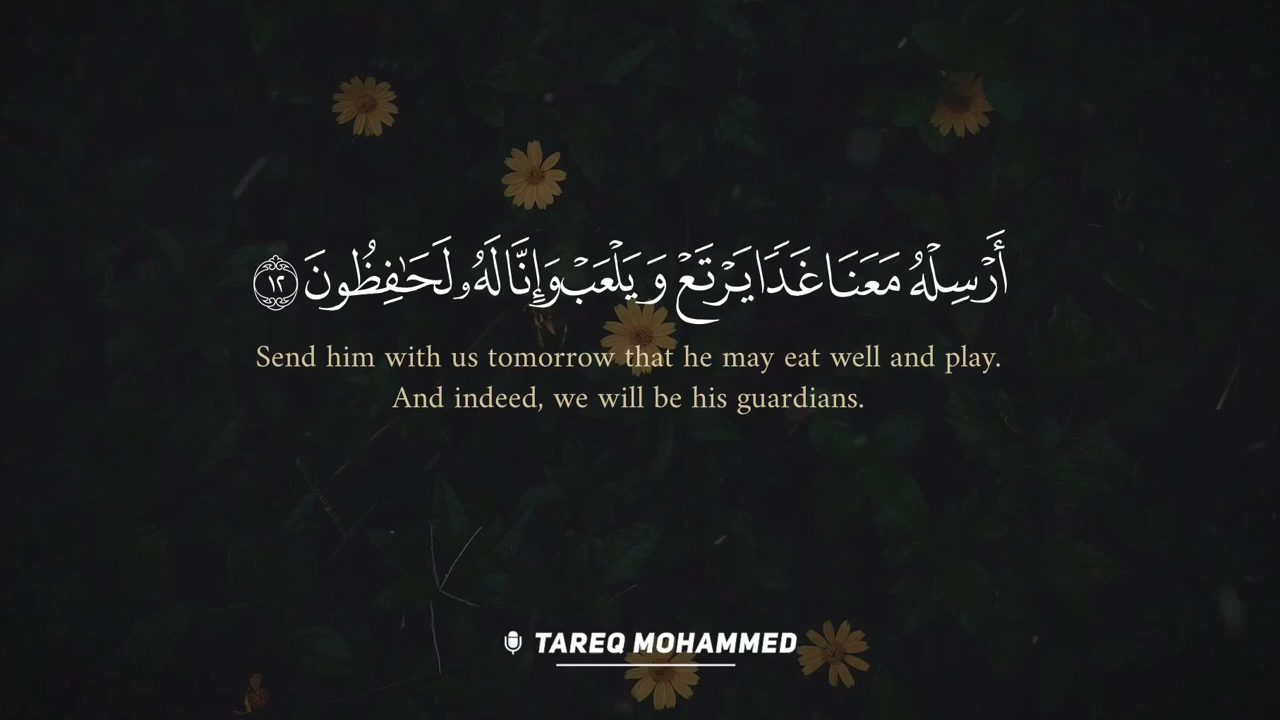 أَرْسِلْهُ مَعَنَا غَدًا يَرْتَعْ وَيَلْعَبْ وَإِنَّا لَهُۥ لَحَـٰفِظُونَ ١٢
Send him with us tomorrow that he may eat well and play.
And indeed, we will be his guardians.
TAREQ MOHAMMED